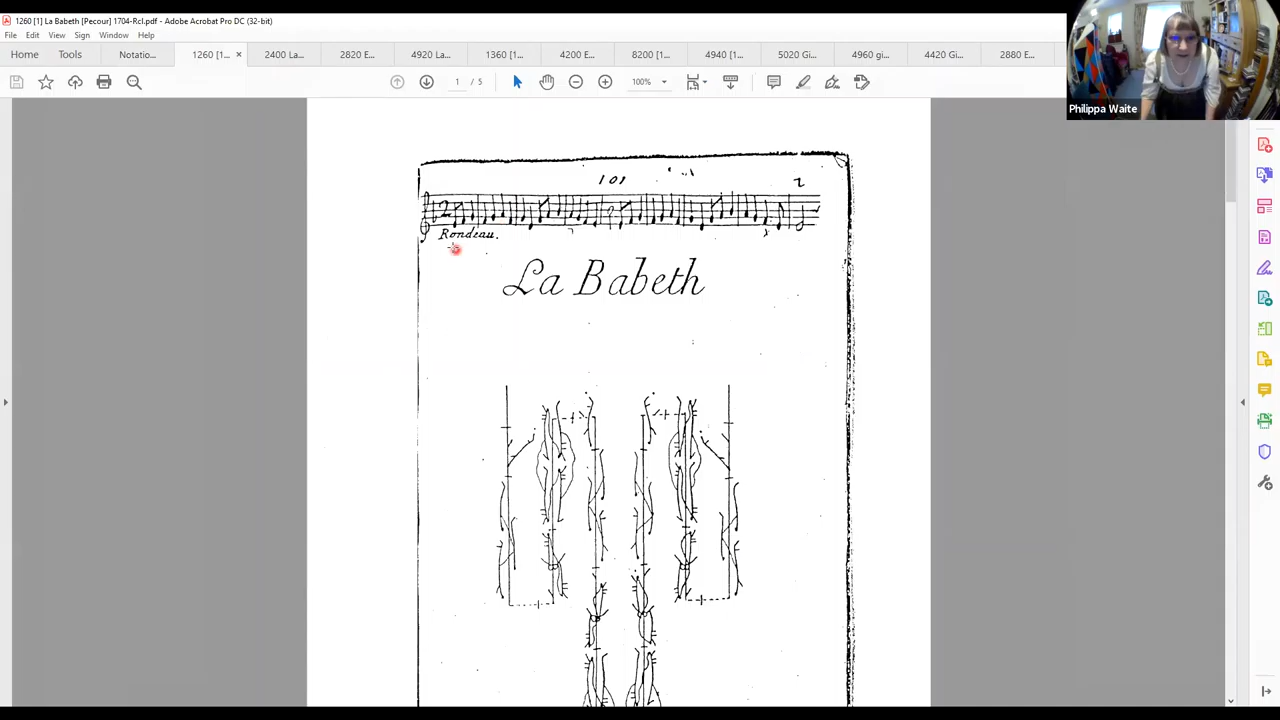 1260 [1] La Babeth [Pecour] 1704-Rcl.pdf - Adobe Acrobat Pro DC (32-bit)
File Edit View Sign Window Help
Home Tools Notatio... 1260 [1... × 2400 La... 2820 E... 4920 La... 1360 [1... 4200 E... 8200 [1... 4940 [1... 5020 Gi... 4960 gi... 4420 Gi... 2880 E...
1 / 5 100%
Philippa Waite
101
2
2
Rondeau.
La Babeth